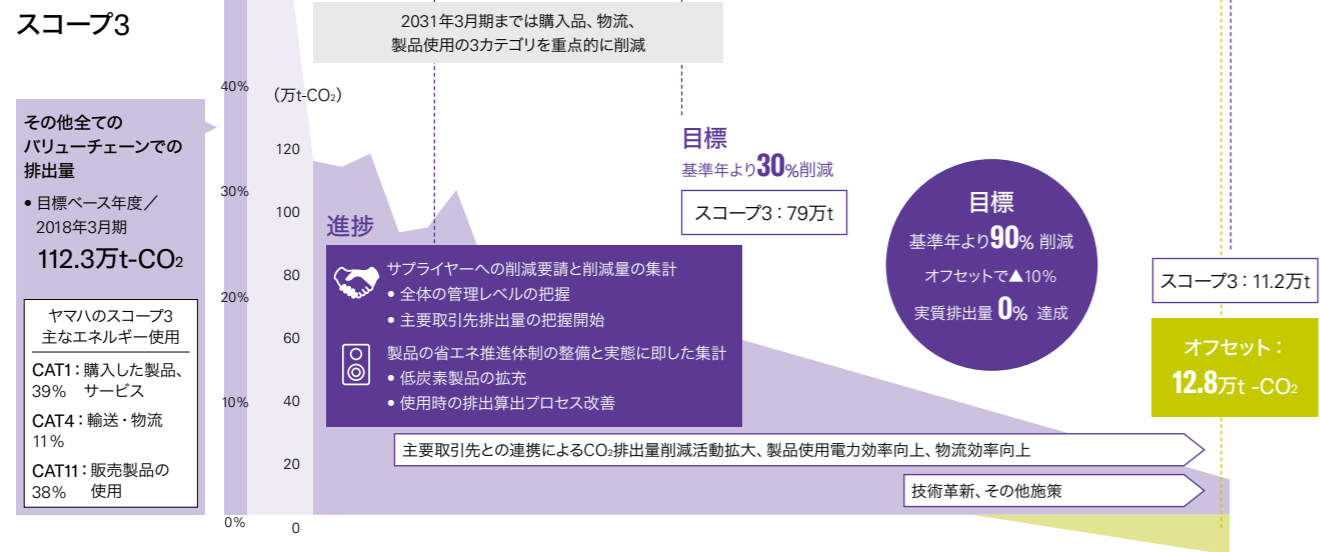 スコープ3
2031年3月期までは購入品、物流、
製品使用の3カテゴリを重点的に削減
その他全ての
バリューチェーンでの
排出量
• 目標ベース年度／
2018年3月期
112.3万t-CO₂
ヤマハのスコープ3
主なエネルギー使用
CAT1：購入した製品、
39% サービス
CAT4：輸送・物流
11%
CAT11：販売製品の
38% 使用
40%
30%
20%
10%
0%
（万t-CO₂）
120
100
80
60
40
20
0
進捗
サプライヤーへの削減要請と削減量の集計
• 全体の管理レベルの把握
• 主要取引先排出量の把握開始
製品の省エネ推進体制の整備と実態に即した集計
• 低炭素製品の拡充
• 使用時の排出算出プロセス改善
目標
基準年より30%削減
スコープ3：79万t
目標
基準年より90%削減
オフセットで▲10%
実質排出量0%達成
スコープ3：11.2万t
オフセット：
12.8万t -CO₂
主要取引先との連携によるCO₂排出量削減活動拡大、製品使用電力効率向上、物流効率向上
技術革新、その他施策